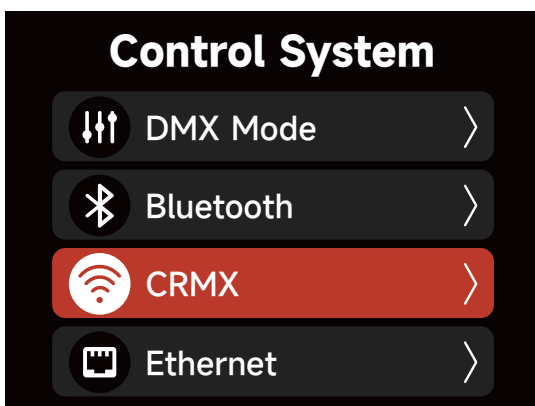 Control System
DMX Mode
Bluetooth
CRMX
Ethernet